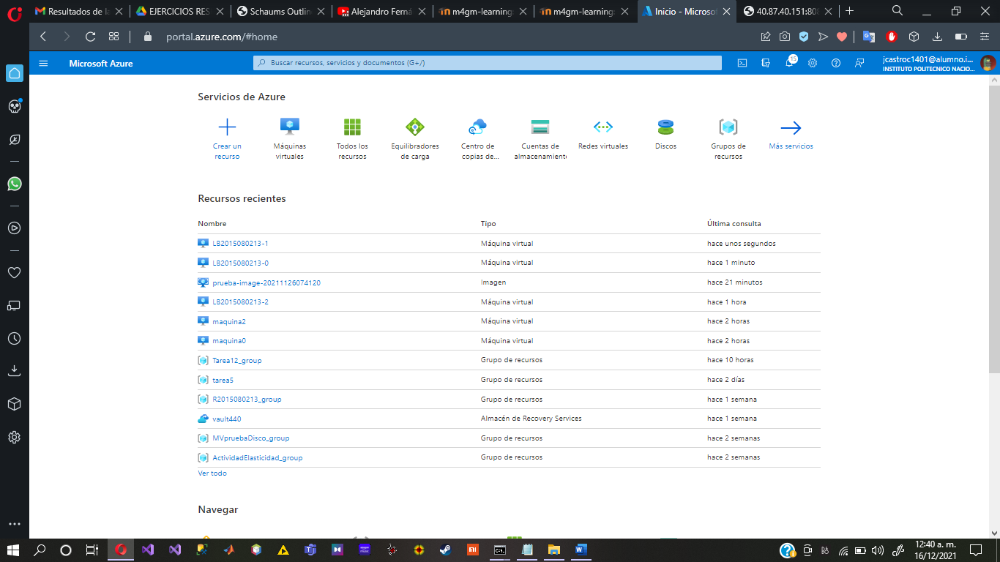 Resultados de la
EJERCICIOS RES
Schaums Outlin
Alejandro Ferná
m4gm-learning
m4gm-learning
Inicio - Microsof
40.87.40.151:808
portal.azure.com/#home
Microsoft Azure
Buscar recursos, servicios y documentos (G+/)
15
jcastroc1401@alumno.i...
INSTITUTO POLITECNICO NACIO...
Servicios de Azure
Crear un recurso
Máquinas virtuales
Todos los recursos
Equilibradores de carga
Centro de copias de...
Cuentas de almacenamiento
Redes virtuales
Discos
Grupos de recursos
Más servicios
Recursos recientes
Nombre Tipo Última consulta
LB2015080213-1 Máquina virtual hace unos segundos
LB2015080213-0 Máquina virtual hace 1 minuto
prueba-image-20211126074120 Imagen hace 21 minutos
LB2015080213-2 Máquina virtual hace 1 hora
maquina2 Máquina virtual hace 2 horas
maquina0 Máquina virtual hace 2 horas
Tarea12_group Grupo de recursos hace 10 horas
tarea5 Grupo de recursos hace 2 días
R2015080213_group Grupo de recursos hace 1 semana
vault440 Almacén de Recovery Services hace 1 semana
MVpruebaDisco_group Grupo de recursos hace 2 semanas
ActividadElasticidad_group Grupo de recursos hace 2 semanas
Ver todo
Navegar
12:40 a. m.
16/12/2021